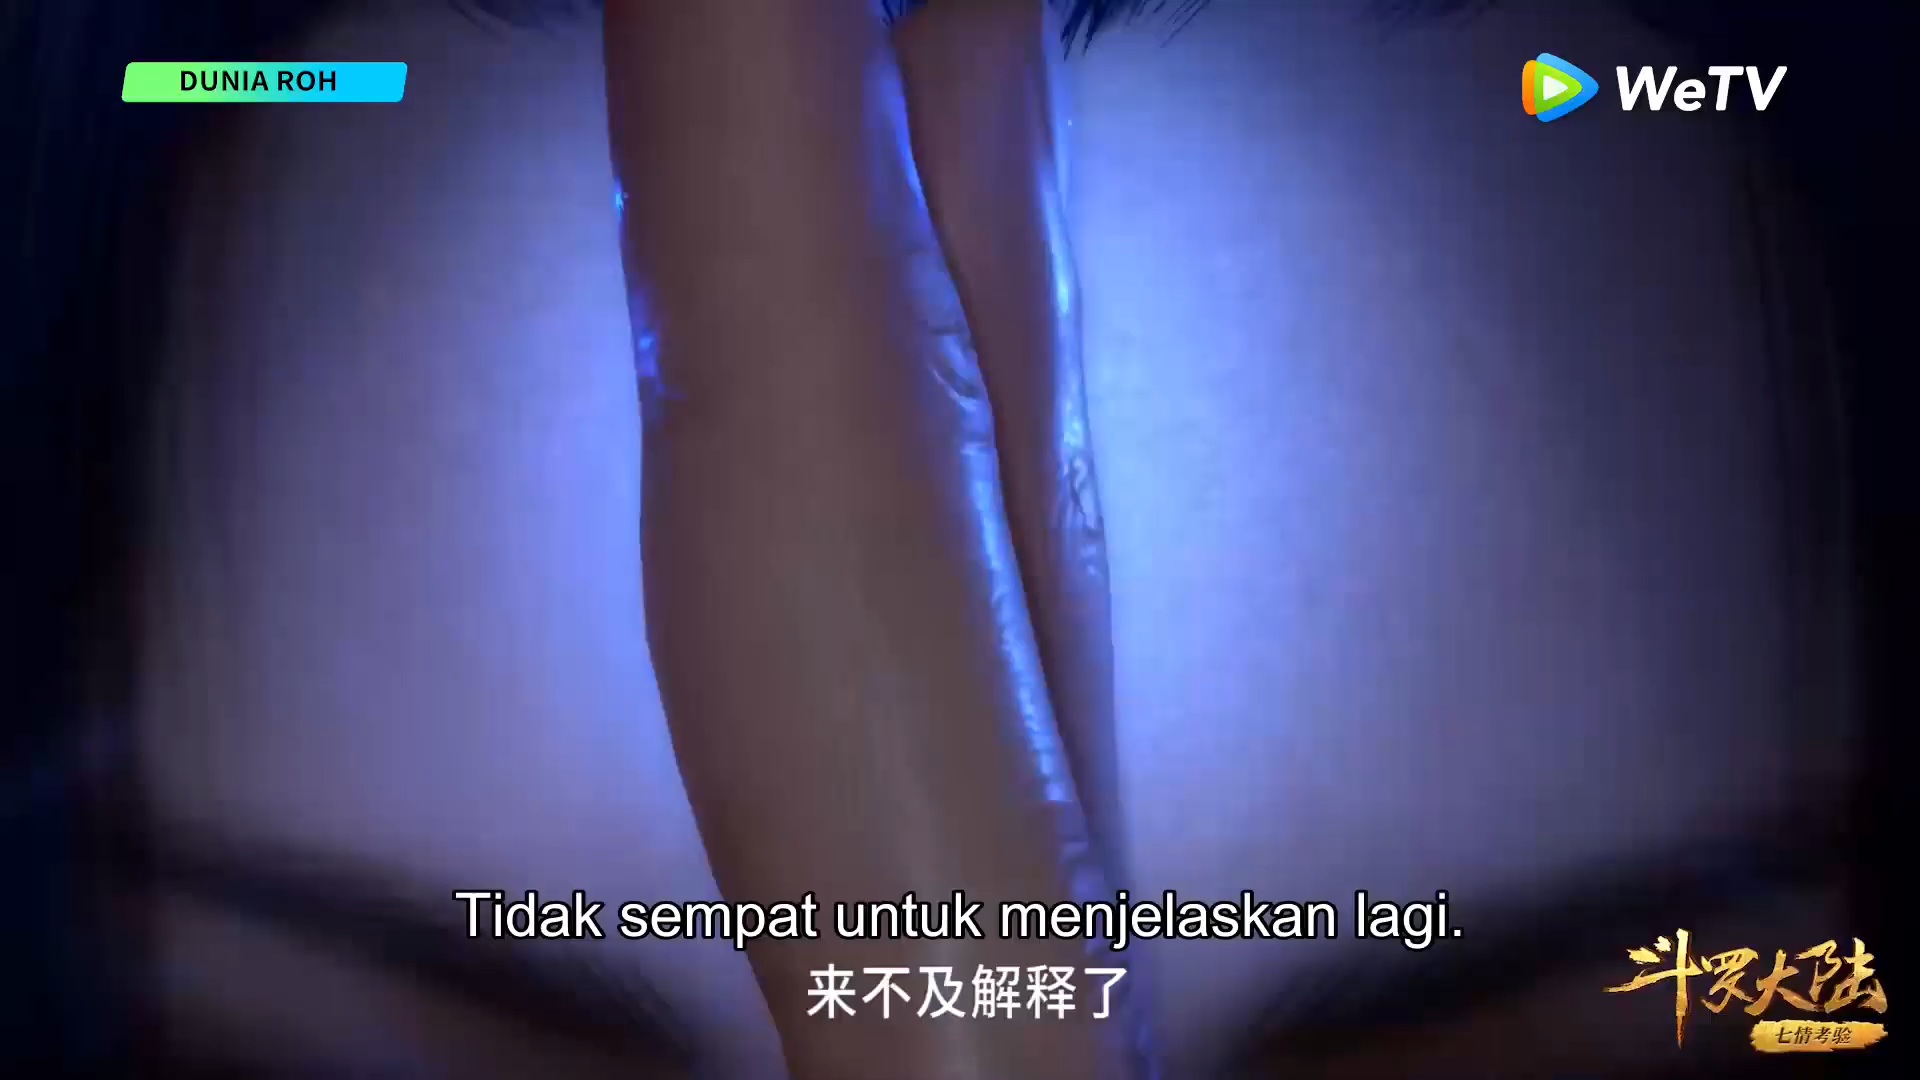 DUNIA ROH
WeTV
Tidak sempat untuk menjelaskan lagi.
来不及解释了
斗罗大陆
七情考验